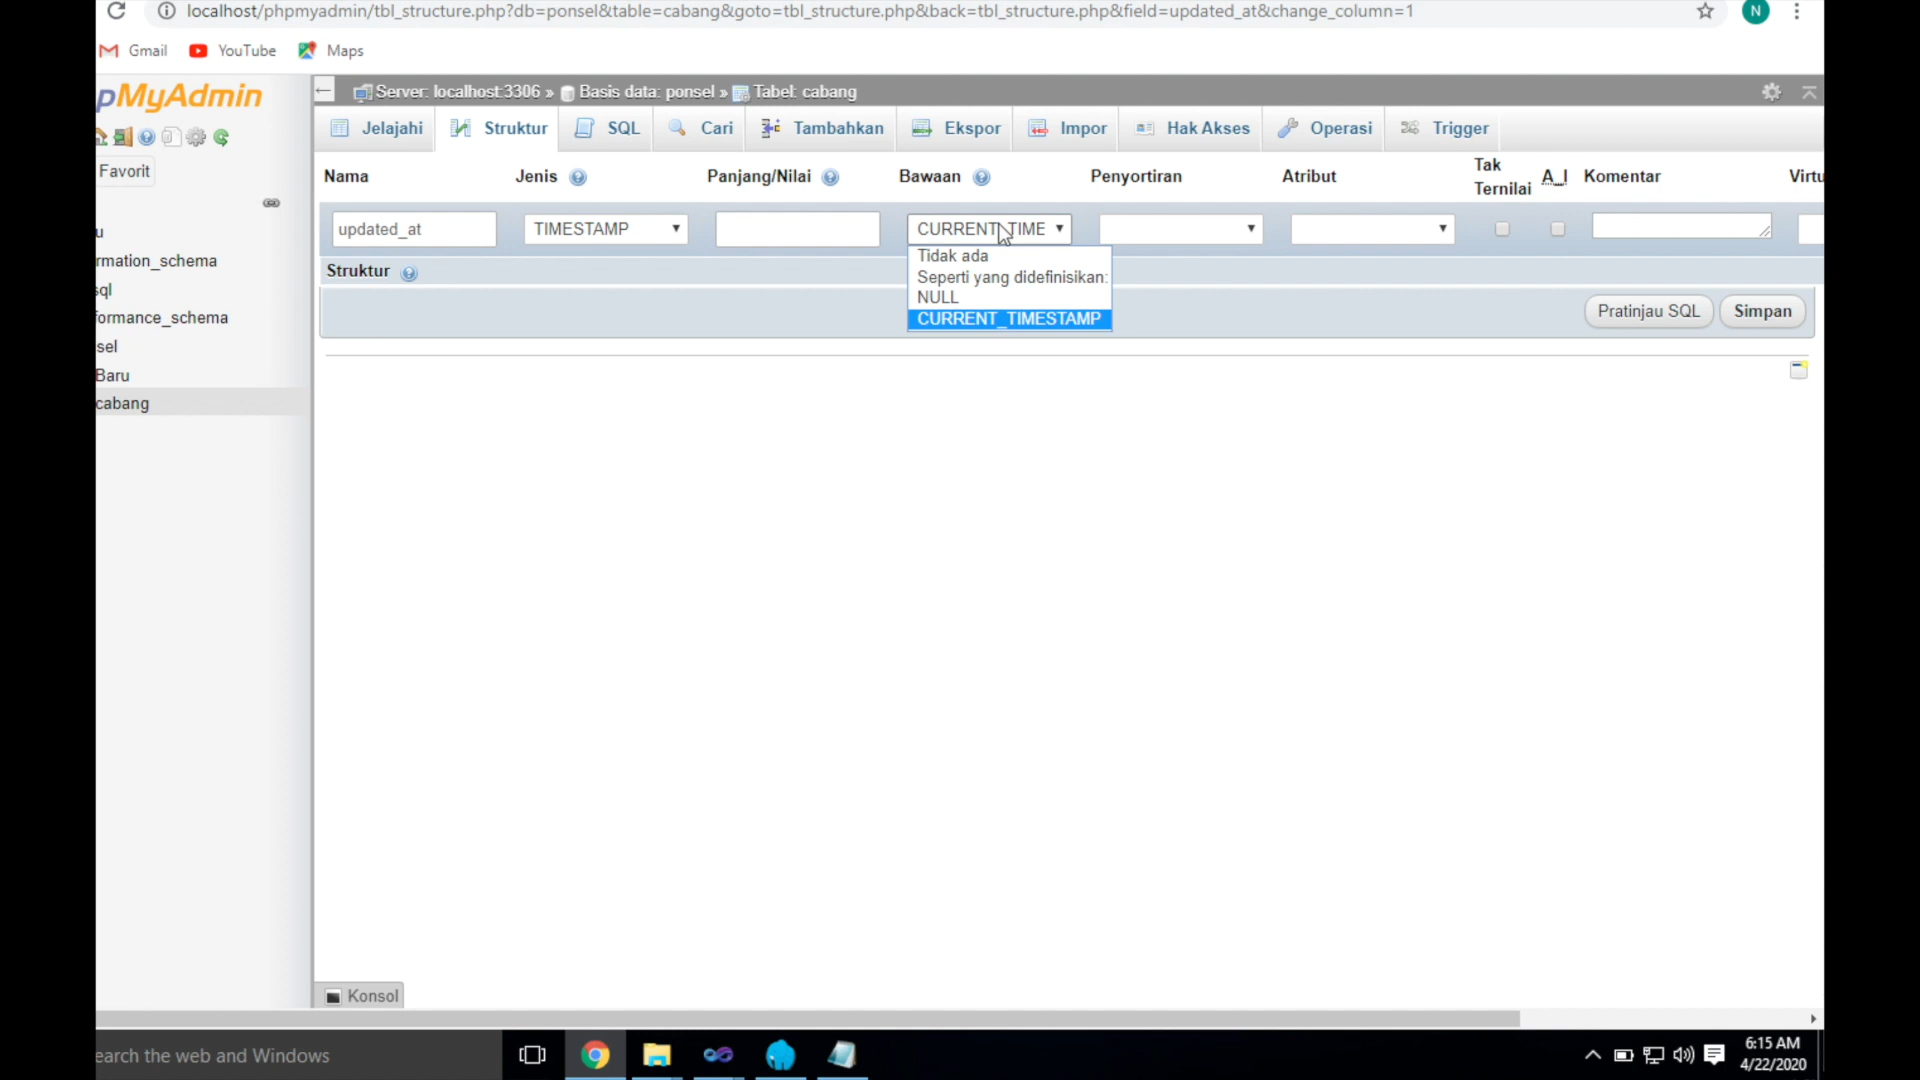 localhost/phpmyadmin/tbl_structure.php?db=ponsel&table=cabang&goto=tbl_structure.php&back=tbl_structure.php&field=updated_at&change_column=1
N
Gmail YouTube Maps
pMyAdmin
Favorit
u
rmation_schema
sql
formance_schema
sel
Baru
cabang
Server: localhost:3306 » Basis data: ponsel » Tabel: cabang
Jelajahi Struktur SQL Cari Tambahkan Ekspor Impor Hak Akses Operasi Trigger
Nama Jenis Panjang/Nilai Bawaan Penyortiran Atribut Tak Ternilai A_I Komentar Virtu
updated_at TIMESTAMP CURRENT_TIME
Tidak ada
Seperti yang didefinisikan:
NULL
CURRENT_TIMESTAMP
Struktur
Pratinjau SQL Simpan
Konsol
earch the web and Windows
6:15 AM
4/22/2020